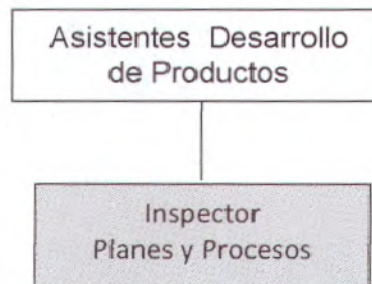 Asistentes Desarrollo
de Productos
Inspector
Planes y Procesos